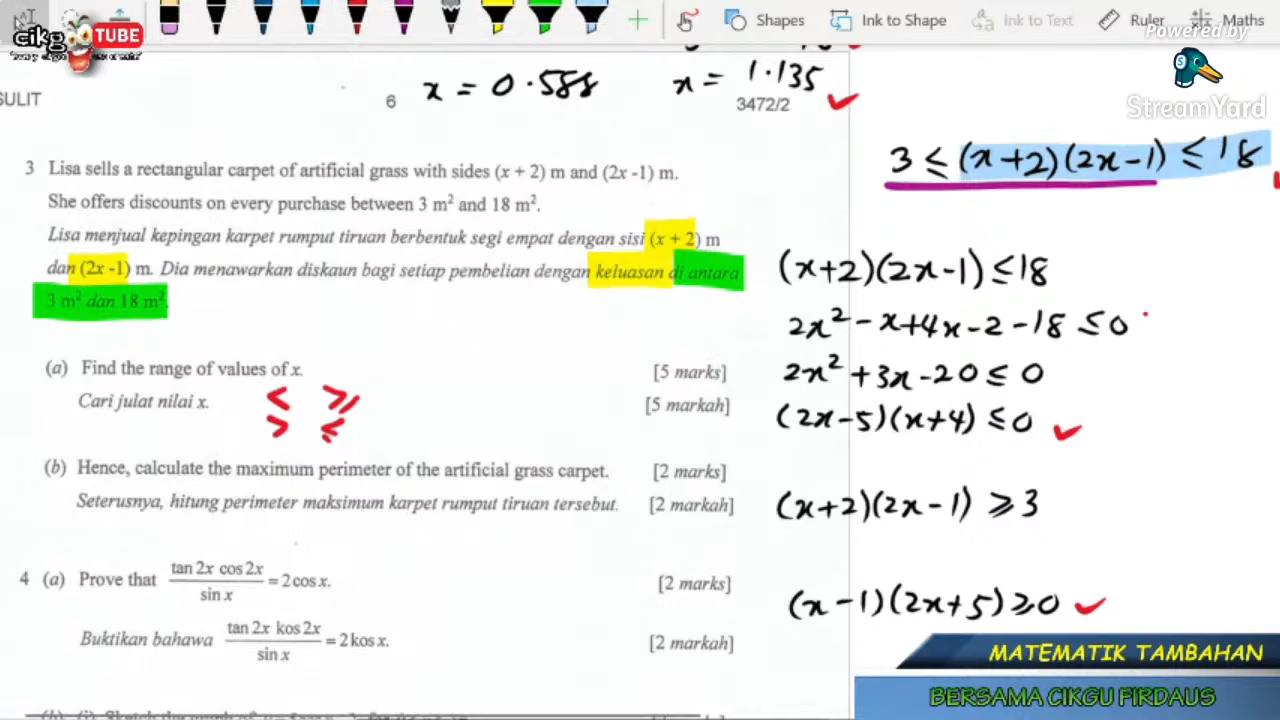 Shapes Ink to Shape Ink to Text Ruler Maths
cikg TUBE
Powered by
StreamYard
SULIT
6
x = 0.588
x = 1.135
3472/2
3 Lisa sells a rectangular carpet of artificial grass with sides (x + 2) m and (2x -1) m.
She offers discounts on every purchase between 3 m² and 18 m².
Lisa menjual kepingan karpet rumput tiruan berbentuk segi empat dengan sisi (x + 2) m
dan (2x -1) m. Dia menawarkan diskaun bagi setiap pembelian dengan keluasan di antara
3 m² dan 18 m².
(a) Find the range of values of x. [5 marks]
Cari julat nilai x. [5 markah]
< ≥
> ≤
(b) Hence, calculate the maximum perimeter of the artificial grass carpet. [2 marks]
Seterusnya, hitung perimeter maksimum karpet rumput tiruan tersebut. [2 markah]
4 (a) Prove that tan 2x cos 2x / sin x = 2 cos x. [2 marks]
Buktikan bahawa tan 2x kos 2x / sin x = 2 kos x. [2 markah]
3 ≤ (x+2)(2x-1) ≤ 18
(x+2)(2x-1) ≤ 18
2x² - x + 4x - 2 - 18 ≤ 0
2x² + 3x - 20 ≤ 0
(2x-5)(x+4) ≤ 0
(x+2)(2x-1) ≥ 3
(x-1)(2x+5) ≥ 0
MATEMATIK TAMBAHAN
BERSAMA CIKGU FIRDAUS